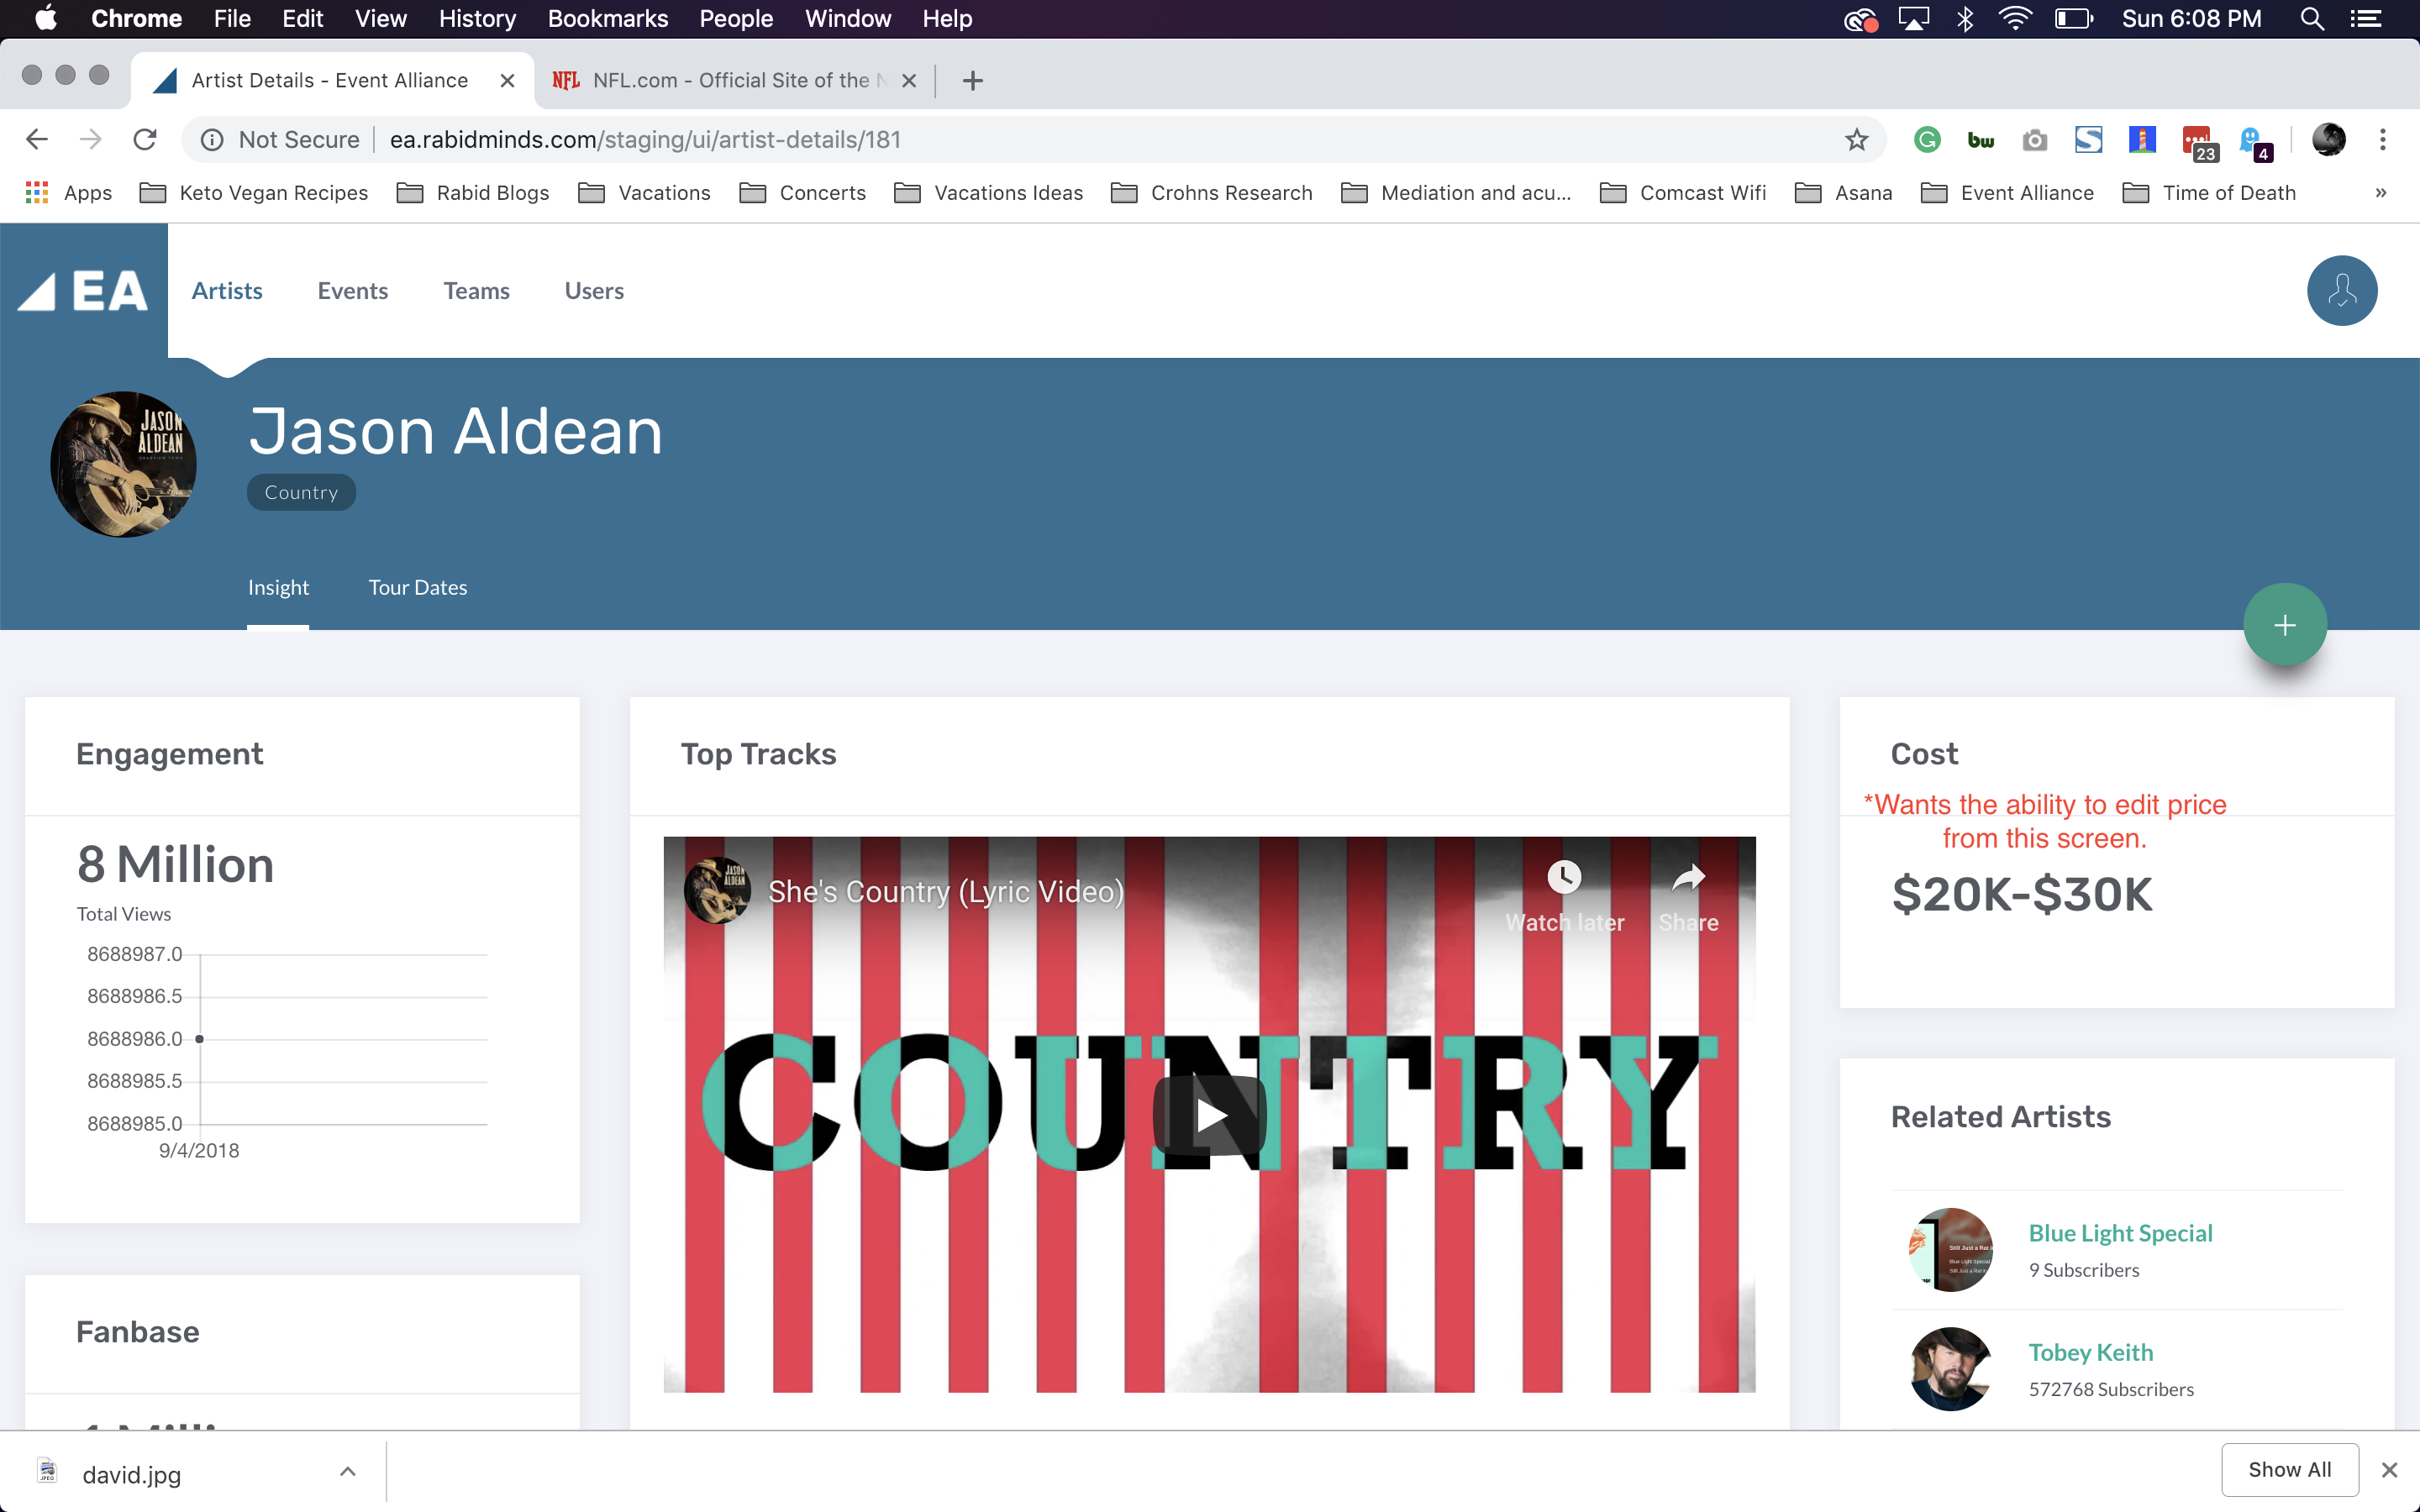 Chrome File Edit View History Bookmarks People Window Help Sun 6:08 PM
Artist Details - Event Alliance
NFL NFL.com - Official Site of the N
Not Secure ea.rabidminds.com/staging/ui/artist-details/181
bw 23 4
Apps Keto Vegan Recipes Rabid Blogs Vacations Concerts Vacations Ideas Crohns Research Mediation and acu... Comcast Wifi Asana Event Alliance Time of Death »
EA Artists Events Teams Users
JASON
ALDEAN
Jason Aldean
Country
Insight Tour Dates
+
Engagement
8 Million
Total Views
8688987.0
8688986.5
8688986.0
8688985.5
8688985.0
9/4/2018
Fanbase
Top Tracks
JASON
ALDEAN
She's Country (Lyric Video)
Watch later Share
COUNTRY
Cost
*Wants the ability to edit price
from this screen.
$20K-$30K
Related Artists
Blue Light Special
9 Subscribers
Tobey Keith
572768 Subscribers
david.jpg
Show All